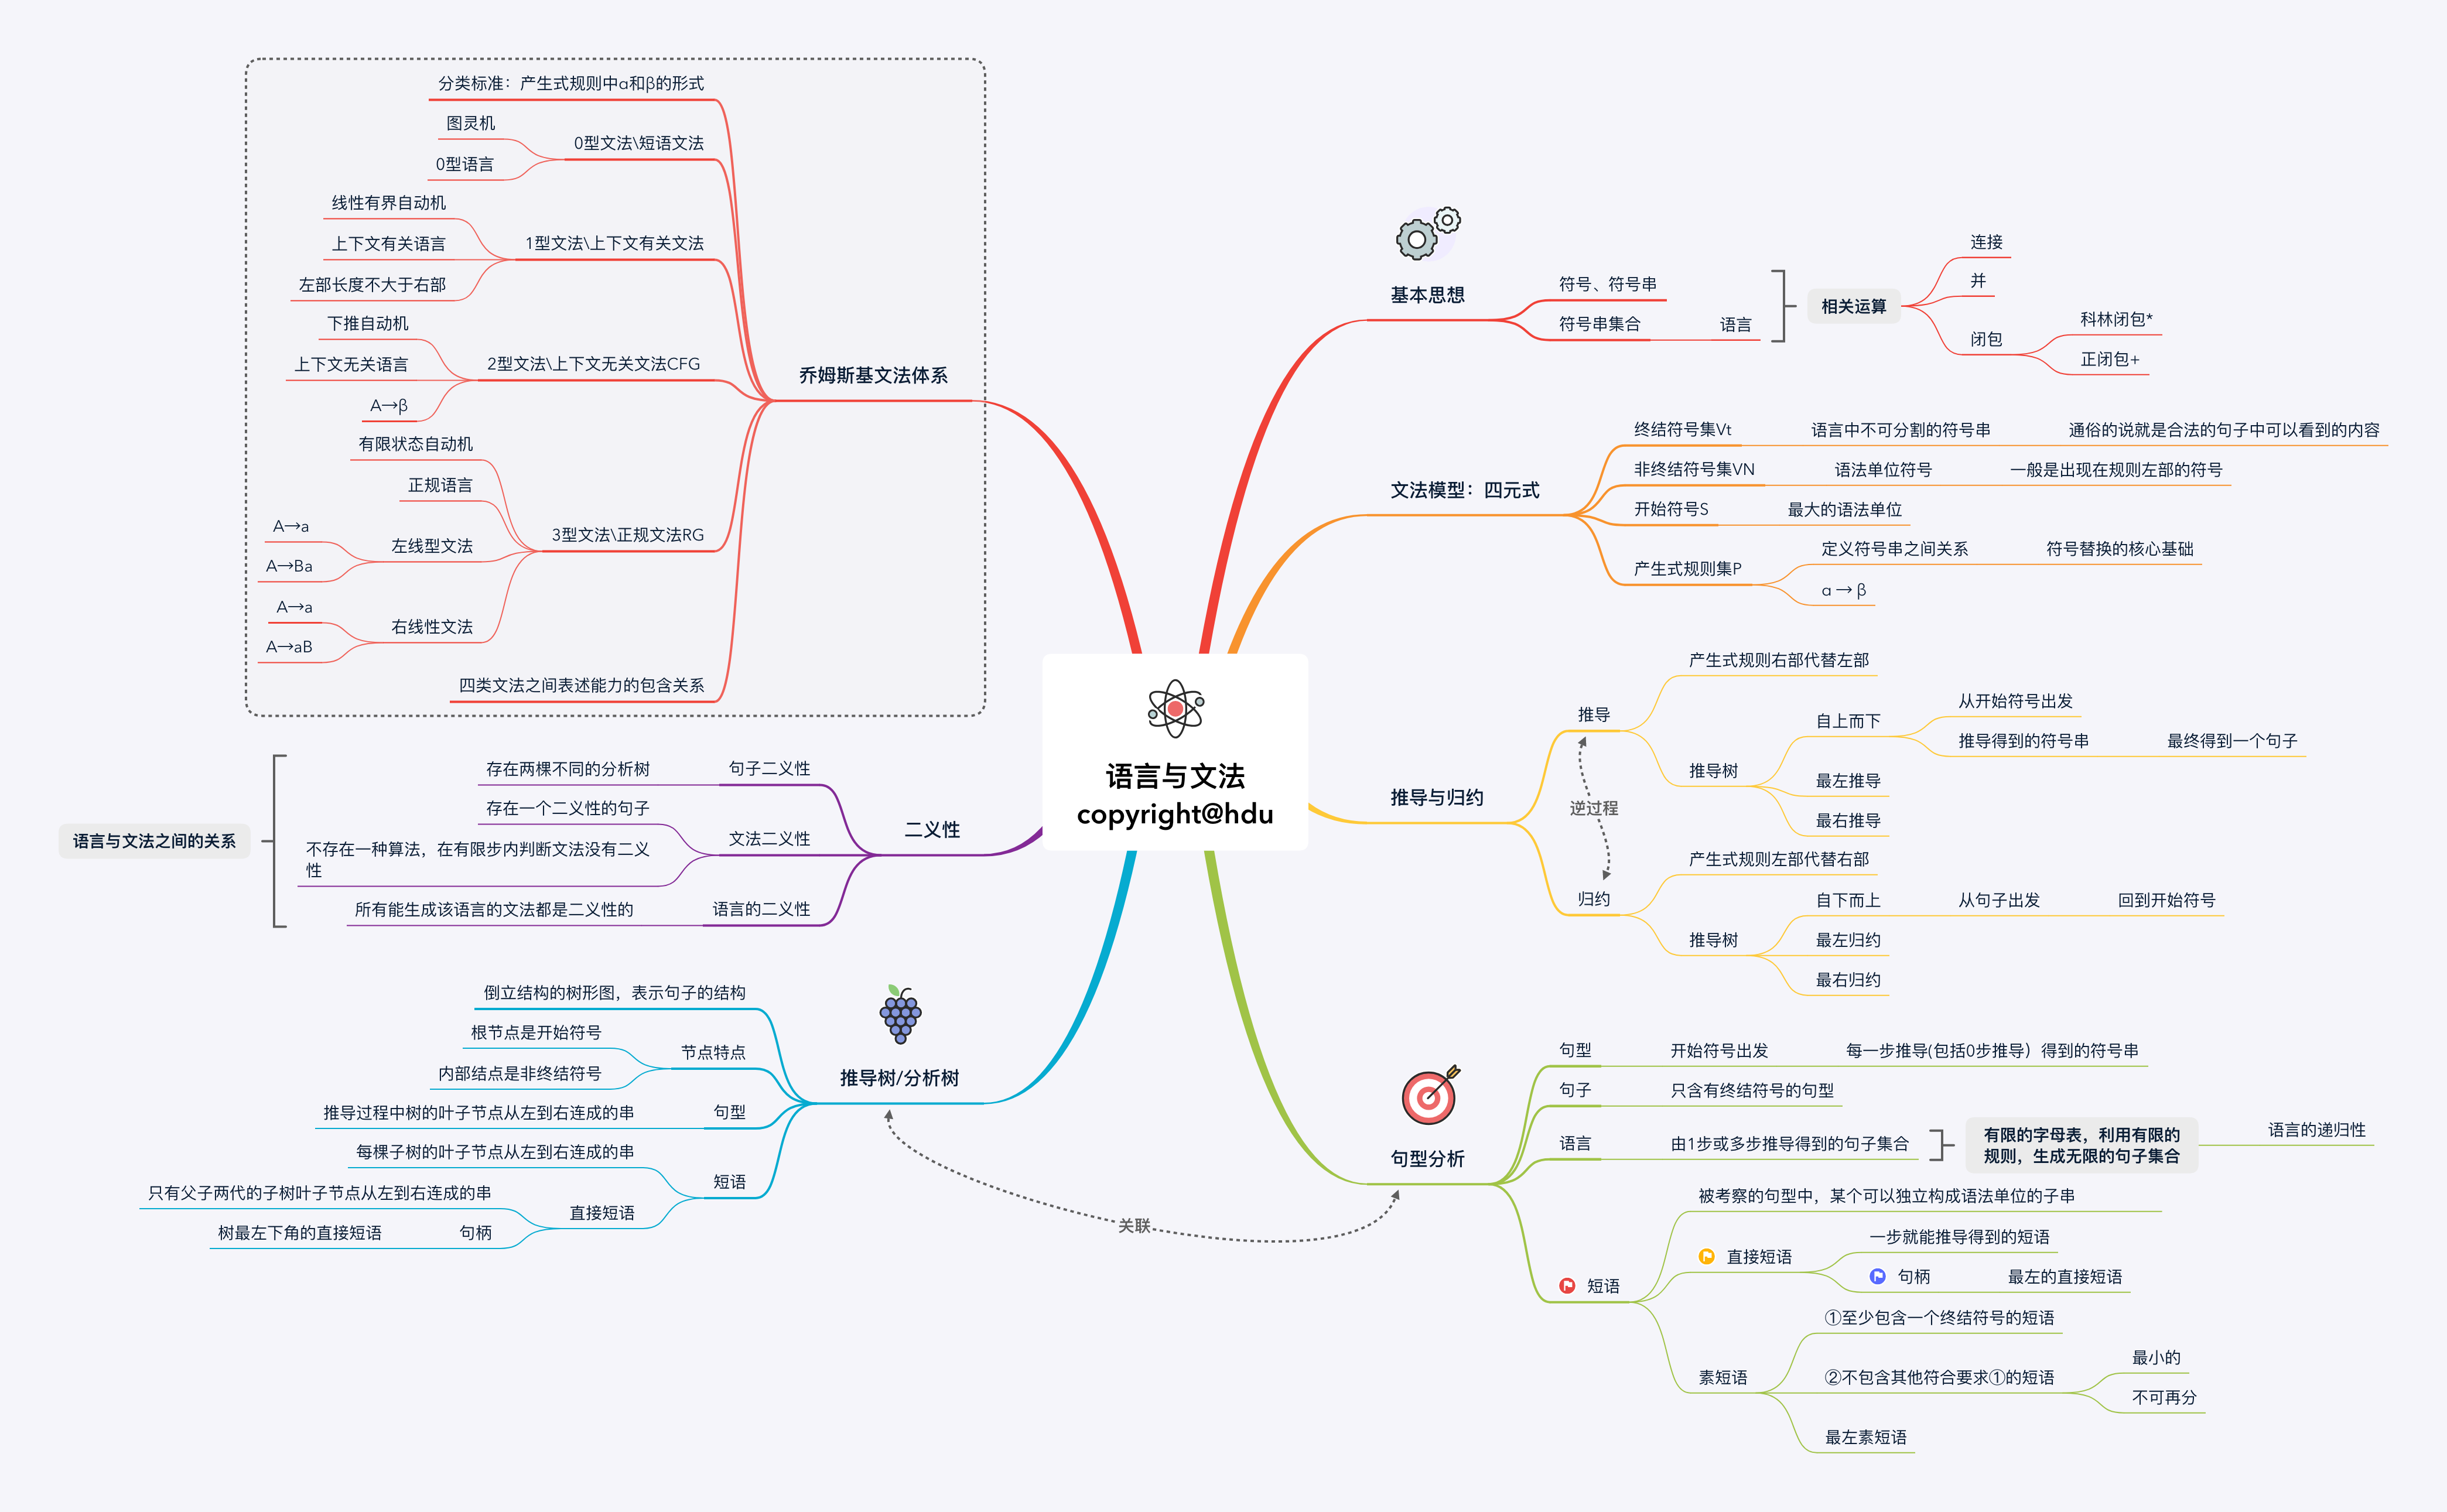 语言与文法
copyright@hdu
基本思想
符号、符号串
符号串集合
语言
相关运算
连接
并
闭包
科林闭包*
正闭包+
文法模型：四元式
终结符号集Vt
语言中不可分割的符号串
通俗的说就是合法的句子中可以看到的内容
非终结符号集VN
语法单位符号
一般是出现在规则左部的符号
开始符号S
最大的语法单位
产生式规则集P
定义符号串之间关系
符号替换的核心基础
α → β
推导与归约
推导
产生式规则右部代替左部
推导树
自上而下
从开始符号出发
推导得到的符号串
最终得到一个句子
最左推导
最右推导
逆过程
归约
产生式规则左部代替右部
推导树
自下而上
从句子出发
回到开始符号
最左归约
最右归约
句型分析
句型
开始符号出发
每一步推导(包括0步推导）得到的符号串
句子
只含有终结符号的句型
语言
由1步或多步推导得到的句子集合
有限的字母表，利用有限的
规则，生成无限的句子集合
语言的递归性
短语
被考察的句型中，某个可以独立构成语法单位的子串
直接短语
一步就能推导得到的短语
句柄
最左的直接短语
素短语
①至少包含一个终结符号的短语
②不包含其他符合要求①的短语
最小的
不可再分
最左素短语
关联
乔姆斯基文法体系
分类标准：产生式规则中α和β的形式
0型文法\短语文法
图灵机
0型语言
1型文法\上下文有关文法
线性有界自动机
上下文有关语言
左部长度不大于右部
2型文法\上下文无关文法CFG
下推自动机
上下文无关语言
A→β
3型文法\正规文法RG
有限状态自动机
正规语言
左线型文法
A→a
A→Ba
右线性文法
A→a
A→aB
四类文法之间表述能力的包含关系
二义性
句子二义性
存在两棵不同的分析树
文法二义性
存在一个二义性的句子
不存在一种算法，在有限步内判断文法没有二义
性
语言的二义性
所有能生成该语言的文法都是二义性的
语言与文法之间的关系
推导树/分析树
倒立结构的树形图，表示句子的结构
节点特点
根节点是开始符号
内部结点是非终结符号
句型
推导过程中树的叶子节点从左到右连成的串
短语
每棵子树的叶子节点从左到右连成的串
直接短语
只有父子两代的子树叶子节点从左到右连成的串
句柄
树最左下角的直接短语